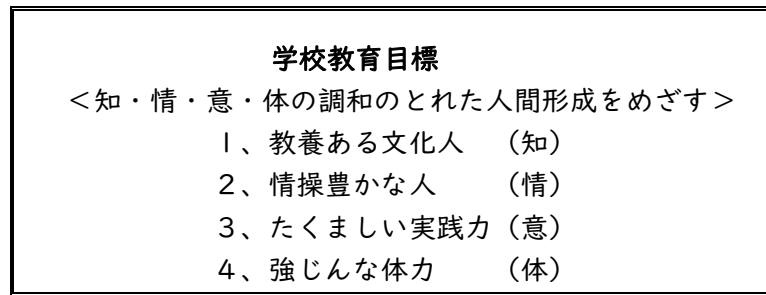 学校教育目標
＜知・情・意・体の調和のとれた人間形成をめざす＞
１、教養ある文化人　（知）
２、情操豊かな人　　（情）
３、たくましい実践力（意）
４、強じんな体力　　（体）